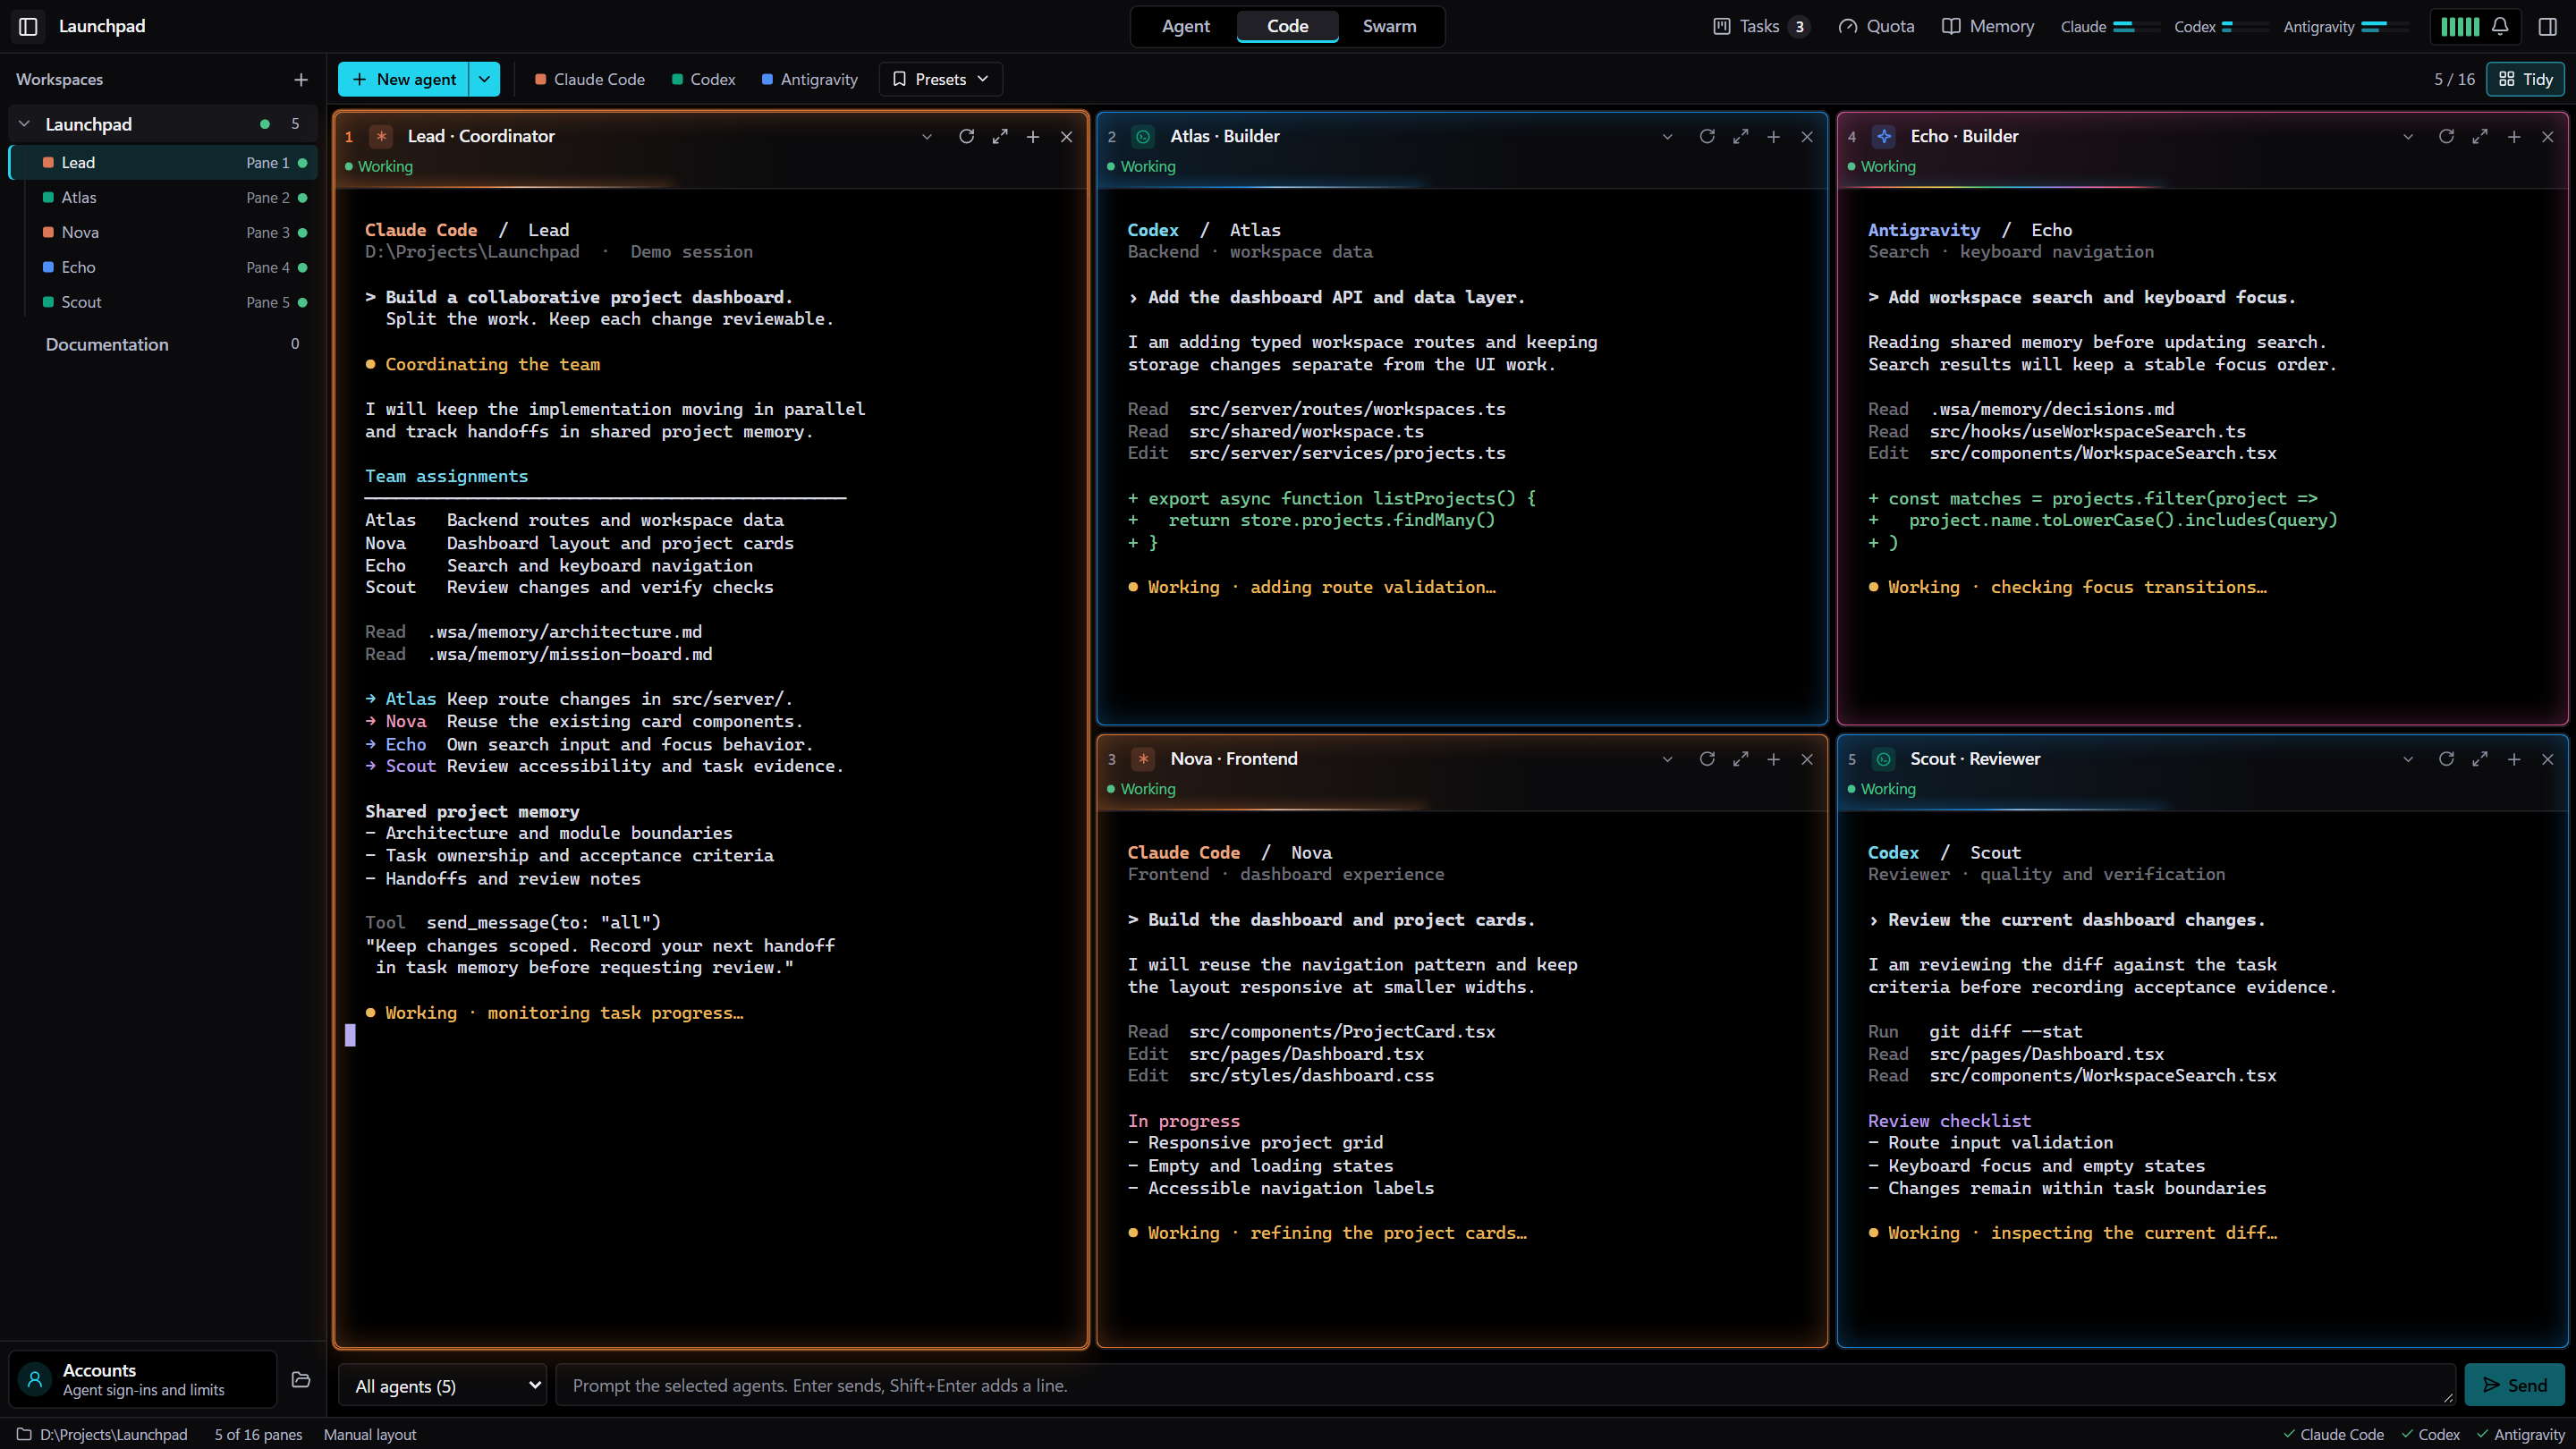 Launchpad
Agent Code Swarm
Tasks 3 Quota Memory Claude Codex Antigravity
Workspaces
Launchpad 5
Lead Pane 1
Atlas Pane 2
Nova Pane 3
Echo Pane 4
Scout Pane 5
Documentation 0
New agent Claude Code Codex Antigravity Presets 5 / 16 Tidy
1 Lead · Coordinator
Working
Claude Code / Lead
D:\Projects\Launchpad · Demo session
> Build a collaborative project dashboard.
Split the work. Keep each change reviewable.
● Coordinating the team
I will keep the implementation moving in parallel
and track handoffs in shared project memory.
Team assignments
Atlas Backend routes and workspace data
Nova Dashboard layout and project cards
Echo Search and keyboard navigation
Scout Review changes and verify checks
Read .wsa/memory/architecture.md
Read .wsa/memory/mission-board.md
→ Atlas Keep route changes in src/server/.
→ Nova Reuse the existing card components.
→ Echo Own search input and focus behavior.
→ Scout Review accessibility and task evidence.
Shared project memory
- Architecture and module boundaries
- Task ownership and acceptance criteria
- Handoffs and review notes
Tool send_message(to: "all")
"Keep changes scoped. Record your next handoff
in task memory before requesting review."
● Working · monitoring task progress…
2 Atlas · Builder
Working
Codex / Atlas
Backend · workspace data
› Add the dashboard API and data layer.
I am adding typed workspace routes and keeping
storage changes separate from the UI work.
Read src/server/routes/workspaces.ts
Read src/shared/workspace.ts
Edit src/server/services/projects.ts
+ export async function listProjects() {
+ return store.projects.findMany()
+ }
● Working · adding route validation…
4 Echo · Builder
Working
Antigravity / Echo
Search · keyboard navigation
> Add workspace search and keyboard focus.
Reading shared memory before updating search.
Search results will keep a stable focus order.
Read .wsa/memory/decisions.md
Read src/hooks/useWorkspaceSearch.ts
Edit src/components/WorkspaceSearch.tsx
+ const matches = projects.filter(project =>
+ project.name.toLowerCase().includes(query)
+ )
● Working · checking focus transitions…
3 Nova · Frontend
Working
Claude Code / Nova
Frontend · dashboard experience
> Build the dashboard and project cards.
I will reuse the navigation pattern and keep
the layout responsive at smaller widths.
Read src/components/ProjectCard.tsx
Edit src/pages/Dashboard.tsx
Edit src/styles/dashboard.css
In progress
- Responsive project grid
- Empty and loading states
- Accessible navigation labels
● Working · refining the project cards…
5 Scout · Reviewer
Working
Codex / Scout
Reviewer · quality and verification
› Review the current dashboard changes.
I am reviewing the diff against the task
criteria before recording acceptance evidence.
Run git diff --stat
Read src/pages/Dashboard.tsx
Read src/components/WorkspaceSearch.tsx
Review checklist
- Route input validation
- Keyboard focus and empty states
- Changes remain within task boundaries
● Working · inspecting the current diff…
Accounts
Agent sign-ins and limits
All agents (5) Prompt the selected agents. Enter sends, Shift+Enter adds a line. Send
D:\Projects\Launchpad 5 of 16 panes Manual layout Claude Code Codex Antigravity